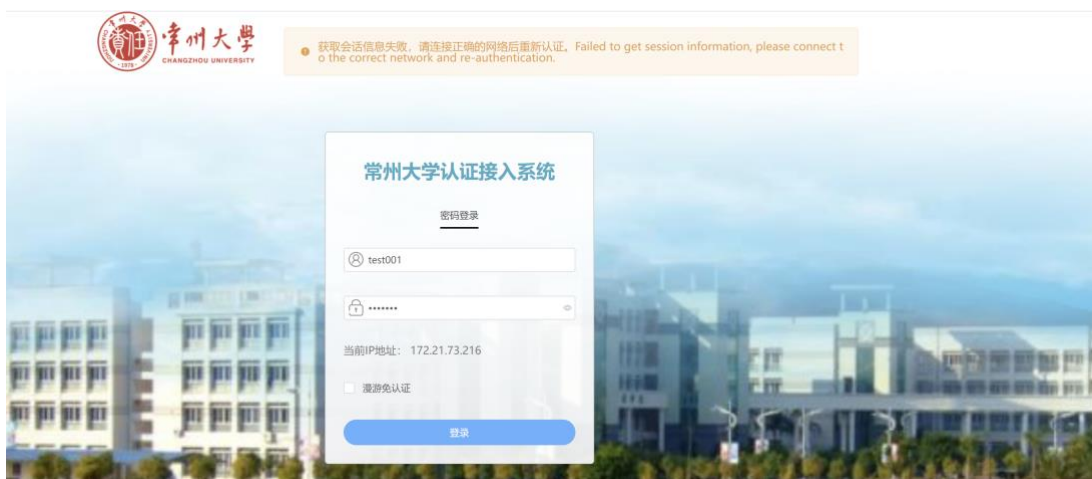 常州大學
CHANGZHOU UNIVERSITY
获取会话信息失败，请连接正确的网络后重新认证。Failed to get session information, please connect t
o the correct network and re-authentication.
常州大学认证接入系统
密码登录
test001
•••••••
当前IP地址： 172.21.73.216
漫游免认证
登录